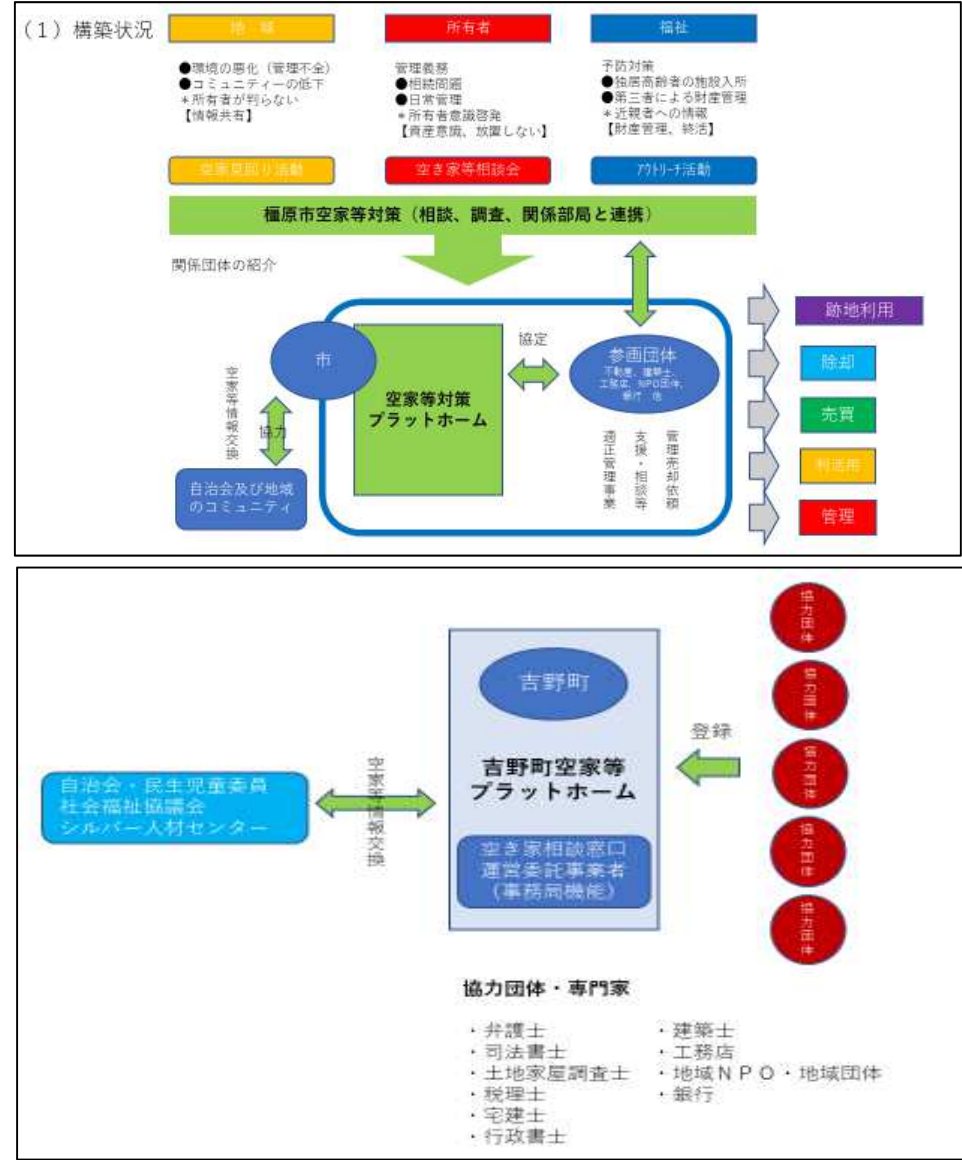 (1)構築状況
地 域
所有者
福祉
●環境の悪化(管理不全)
●コミュニティーの低下
*所有者が判らない
【情報共有】
管理義務
●相続問題
●日常管理
*所有者意識啓発
【資産意識、放置しない】
予防対策
●独居高齢者の施設入所
●第三者による財産管理
*近親者への情報
【財産管理、終活】
空家見回り活動
空き家等相談会
アウトリーチ活動
橿原市空家等対策(相談、調査、関係部局と連携)
関係団体の紹介
市
空家等対策
プラットホーム
協定
参画団体
不動産、建築士、
工務店、NPO団体、
銀行 他
空家等情報交換
協力
自治会及び地域
のコミュニティ
管理売却依頼
支援・相談等
適正管理事業
跡地利用
除却
売買
利活用
管理
吉野町
吉野町空家等
プラットホーム
空き家相談窓口
運営委託事業者
(事務局機能)
自治会・民生児童委員
社会福祉協議会
シルバー人材センター
空家等情報交換
登録
協力団体
協力団体
協力団体
協力団体
協力団体
協力団体・専門家
・弁護士
・司法書士
・土地家屋調査士
・税理士
・宅建士
・行政書士
・建築士
・工務店
・地域NPO・地域団体
・銀行